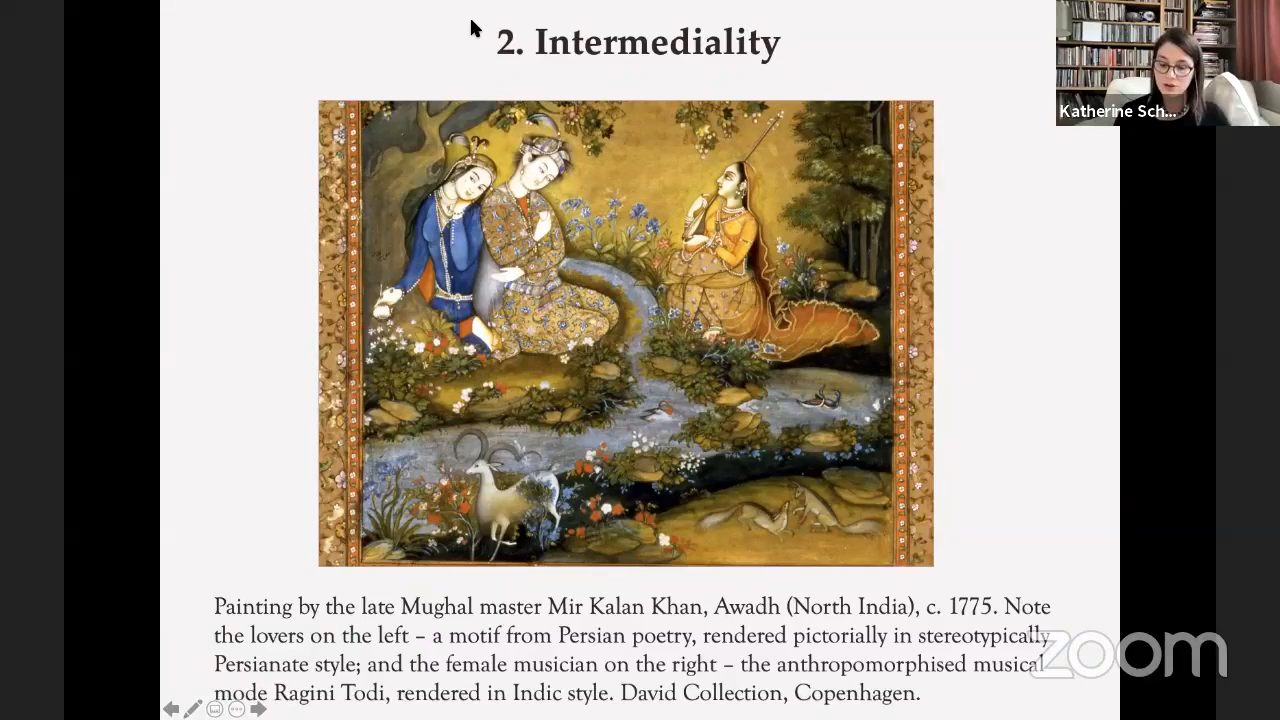 2. Intermediality
Katherine Sch...
Painting by the late Mughal master Mir Kalan Khan, Awadh (North India), c. 1775. Note
the lovers on the left – a motif from Persian poetry, rendered pictorially in stereotypically
Persianate style; and the female musician on the right – the anthropomorphised musical
mode Ragini Todi, rendered in Indic style. David Collection, Copenhagen.
zoom